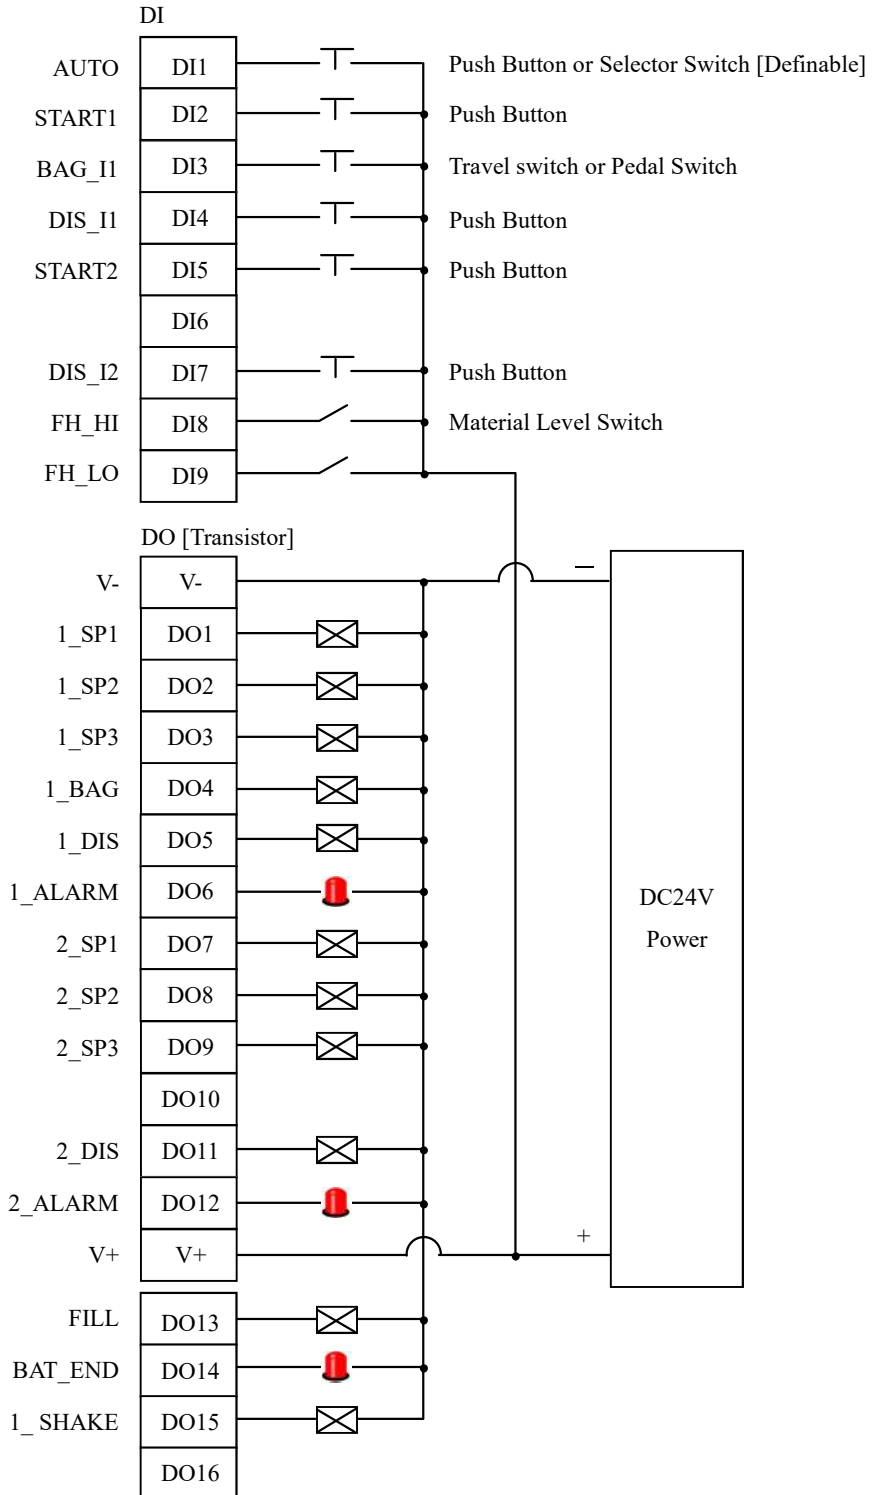 DI
AUTO DI1 Push Button or Selector Switch [Definable]
START1 DI2 Push Button
BAG_I1 DI3 Travel switch or Pedal Switch
DIS_I1 DI4 Push Button
START2 DI5 Push Button
DI6
DIS_I2 DI7 Push Button
FH_HI DI8 Material Level Switch
FH_LO DI9
DO [Transistor]
V- V- —
1_SP1 DO1
1_SP2 DO2
1_SP3 DO3
1_BAG DO4
1_DIS DO5
1_ALARM DO6
DC24V
Power
2_SP1 DO7
2_SP2 DO8
2_SP3 DO9
DO10
2_DIS DO11
2_ALARM DO12
V+ V+ +
FILL DO13
BAT_END DO14
1_ SHAKE DO15
DO16